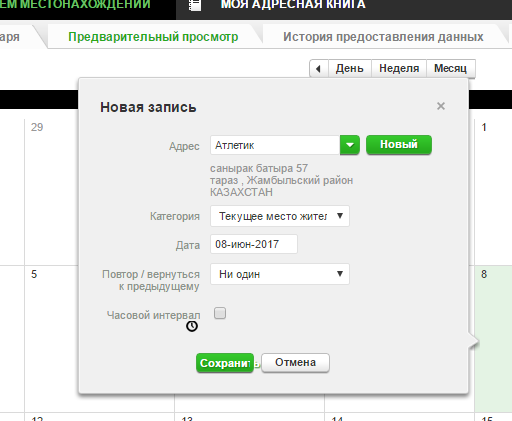 ЕМ МЕСТОНАХОЖДЕНИИ МОЯ АДРЕСНАЯ КНИГА
аря Предварительный просмотр История предоставления данных
День Неделя Месяц
Новая запись ×
29 1
Адрес Атлетик Новый
санырак батыра 57
тараз , Жамбыльский район
КАЗАХСТАН
Категория Текущее место жител
Дата 08-июн-2017
5 8
Повтор / вернуться Ни один
к предыдущему
Часовой интервал
Сохранить Отмена
12 13 14 15